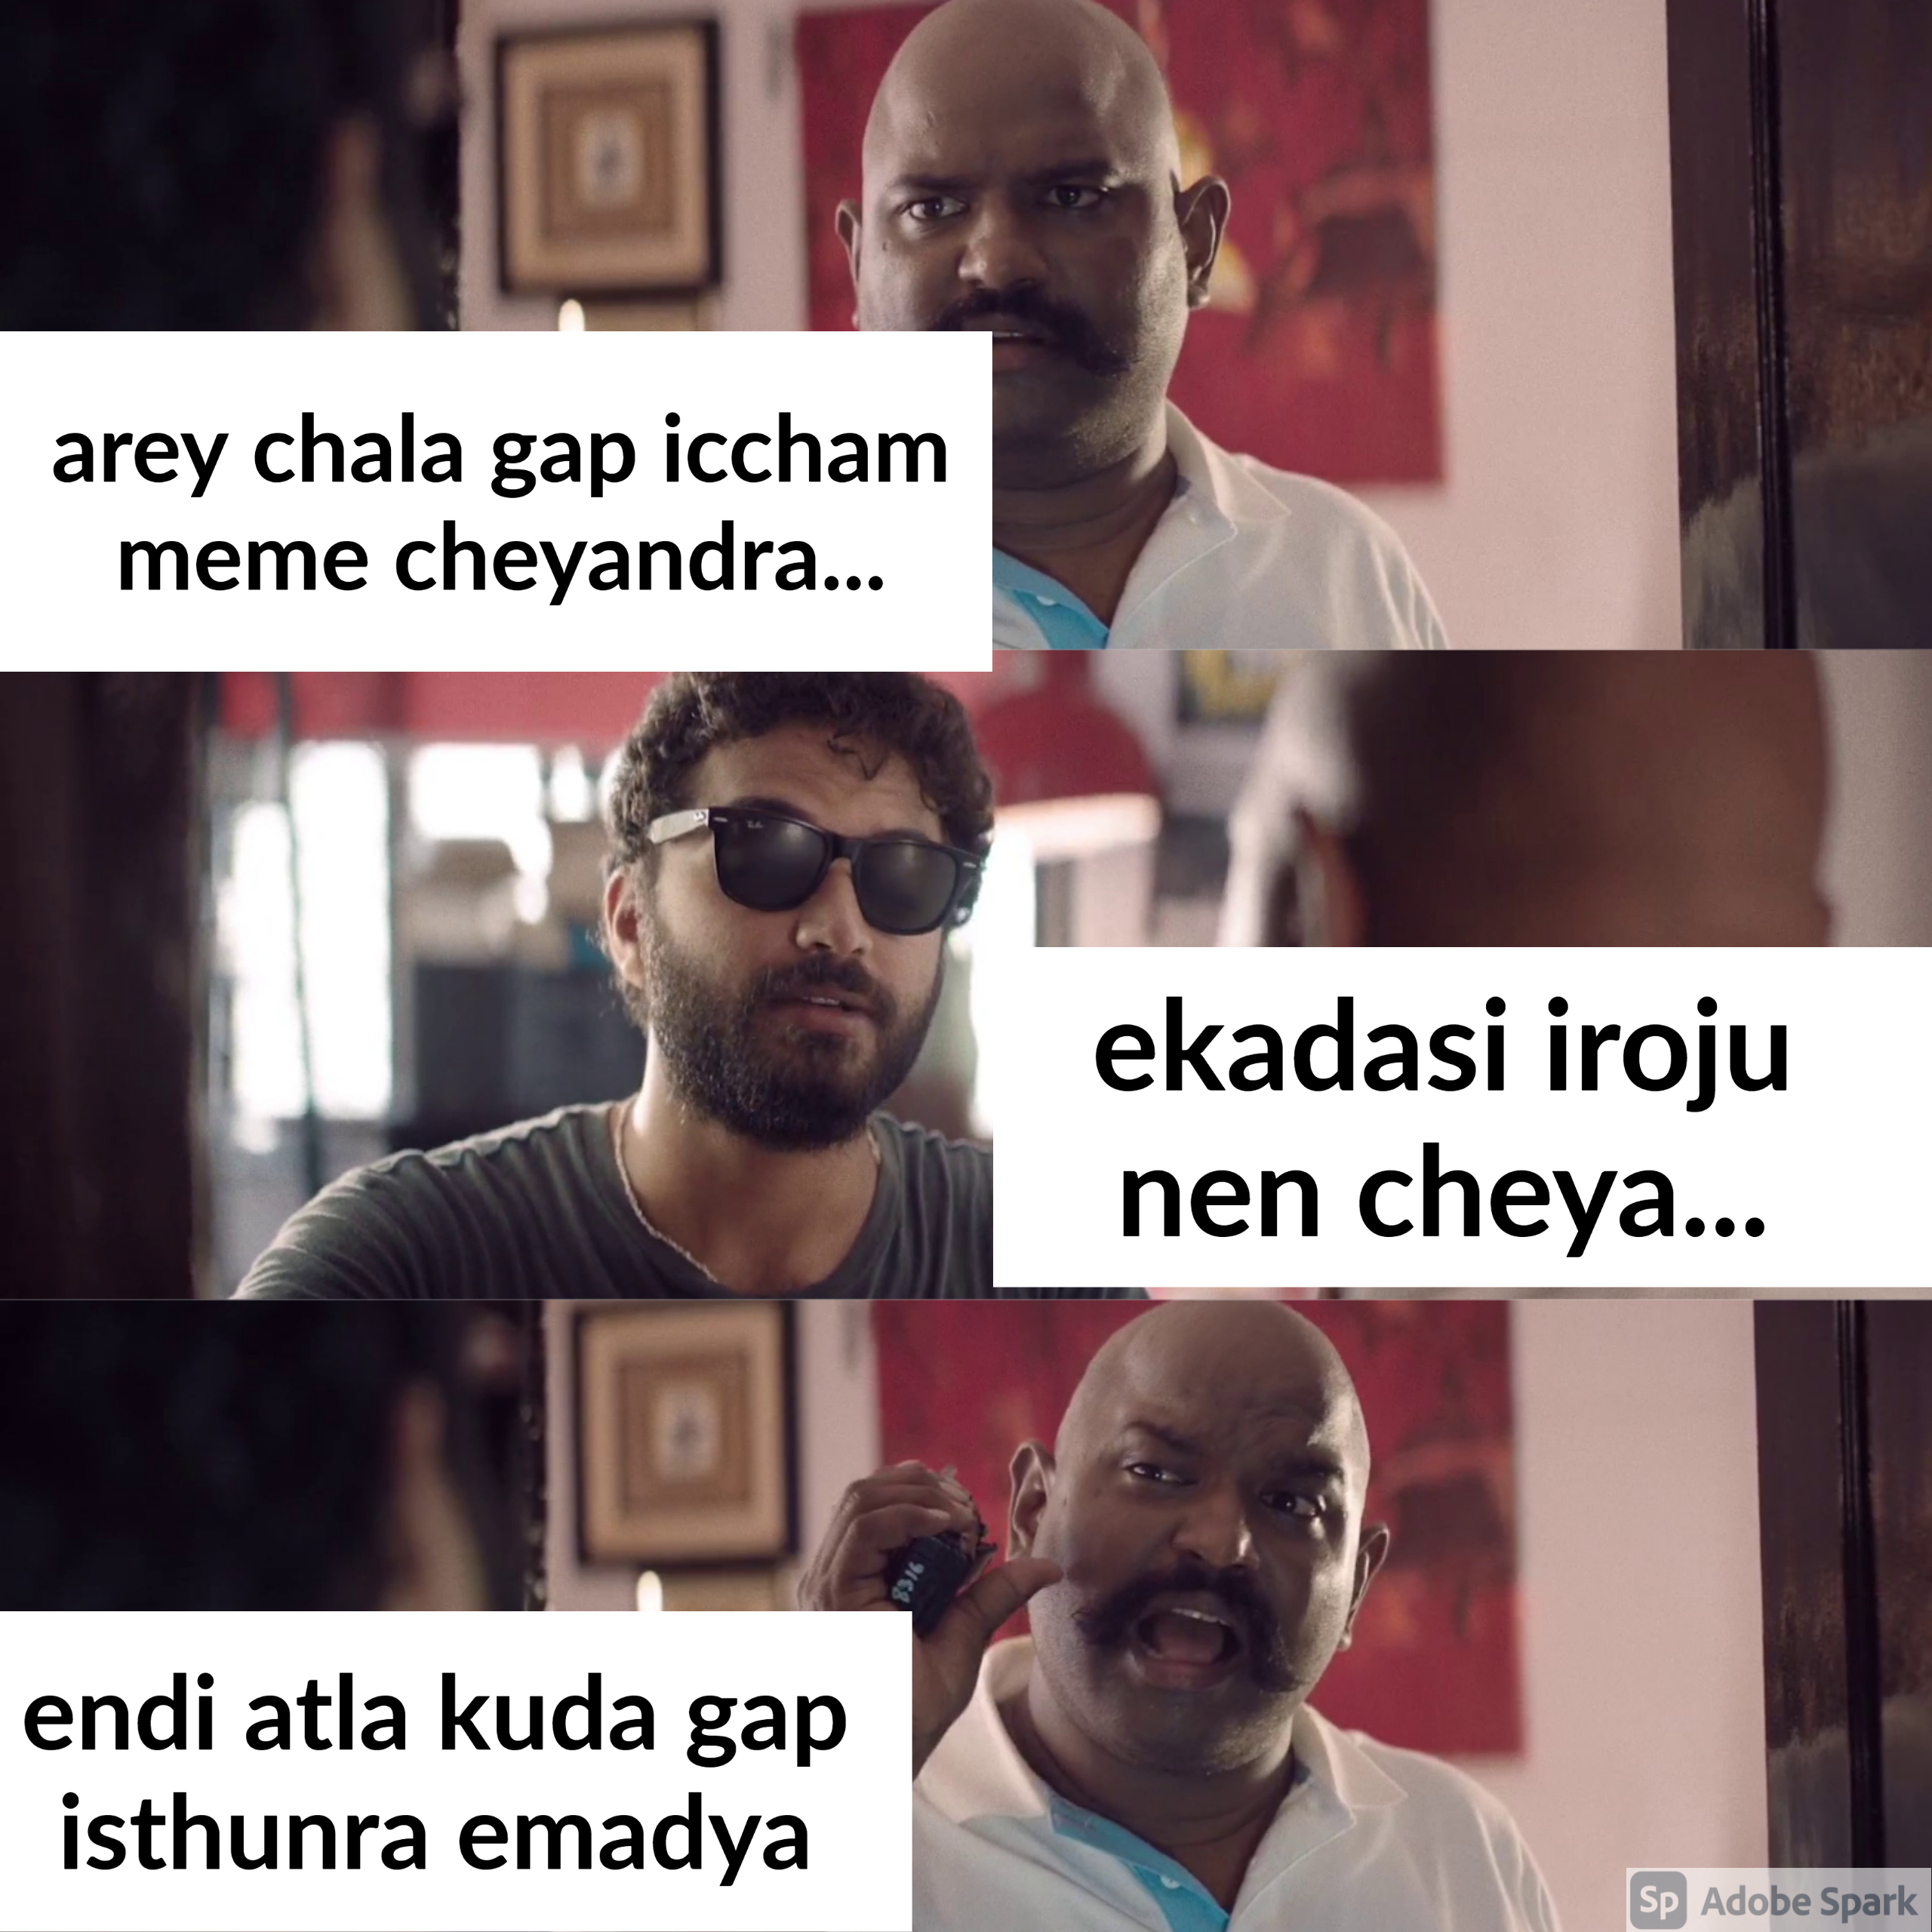 arey chala gap iccham
meme cheyandra...
ekadasi iroju
nen cheya...
8316
endi atla kuda gap
isthunra emadya
Sp Adobe Spark